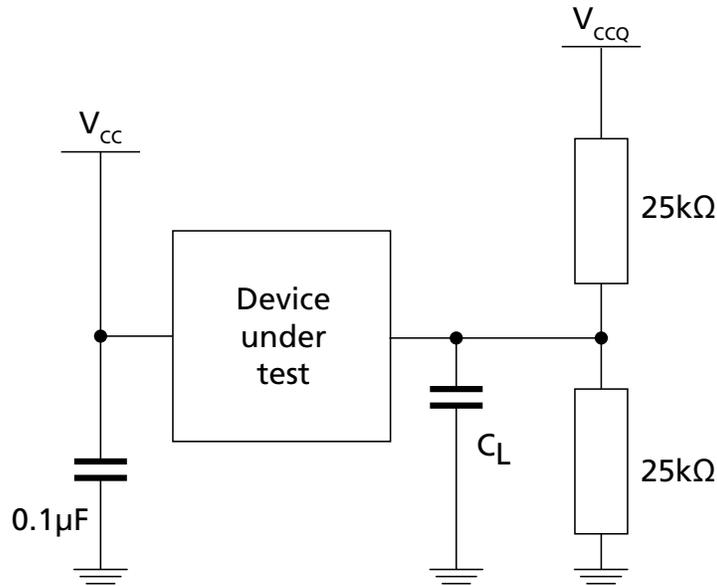 V_CCQ
V_CC
25kΩ
Device
under
test
C_L
25kΩ
0.1µF